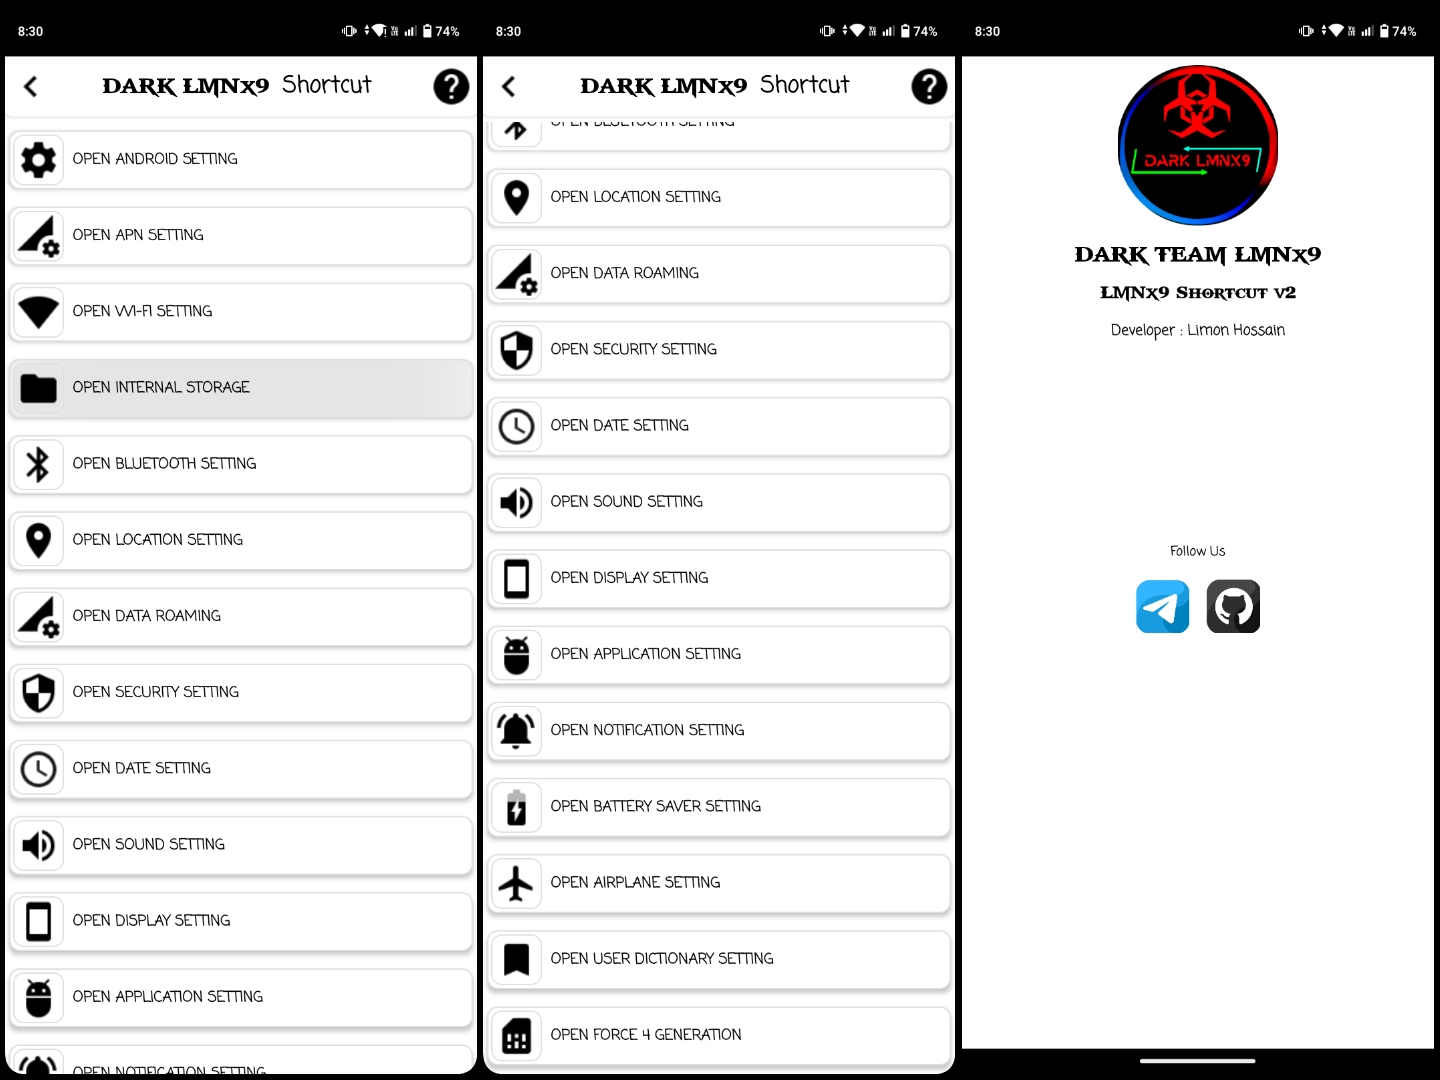 8:30
74%
DARK LMNx9 Shortcut
OPEN ANDROID SETTING
OPEN APN SETTING
OPEN WI-FI SETTING
OPEN INTERNAL STORAGE
OPEN BLUETOOTH SETTING
OPEN LOCATION SETTING
OPEN DATA ROAMING
OPEN SECURITY SETTING
OPEN DATE SETTING
OPEN SOUND SETTING
OPEN DISPLAY SETTING
OPEN APPLICATION SETTING
OPEN NOTIFICATION SETTING
8:30
74%
DARK LMNx9 Shortcut
OPEN BLUETOOTH SETTING
OPEN LOCATION SETTING
OPEN DATA ROAMING
OPEN SECURITY SETTING
OPEN DATE SETTING
OPEN SOUND SETTING
OPEN DISPLAY SETTING
OPEN APPLICATION SETTING
OPEN NOTIFICATION SETTING
OPEN BATTERY SAVER SETTING
OPEN AIRPLANE SETTING
OPEN USER DICTIONARY SETTING
OPEN FORCE 4 GENERATION
8:30
74%
DARK LMNX9
DARK TEAM LMNx9
LMNx9 Shortcut v2
Developer : Limon Hossain
Follow Us